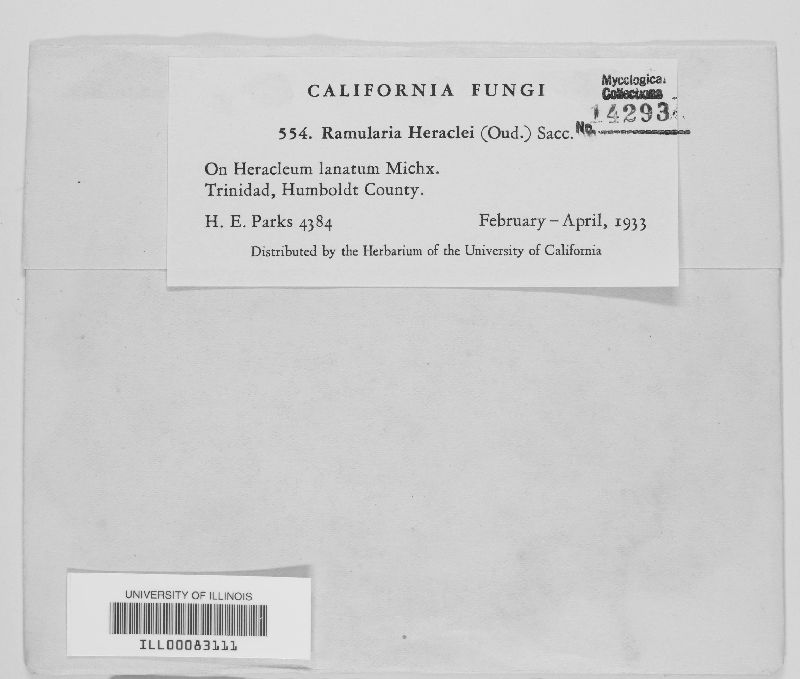 CALIFORNIA FUNGI
Mycological
Collections
No. 14293
554. Ramularia Heraclei (Oud.) Sacc.
On Heracleum lanatum Michx.
Trinidad, Humboldt County.
H. E. Parks 4384 February – April, 1933
Distributed by the Herbarium of the University of California
UNIVERSITY OF ILLINOIS
ILL00083111